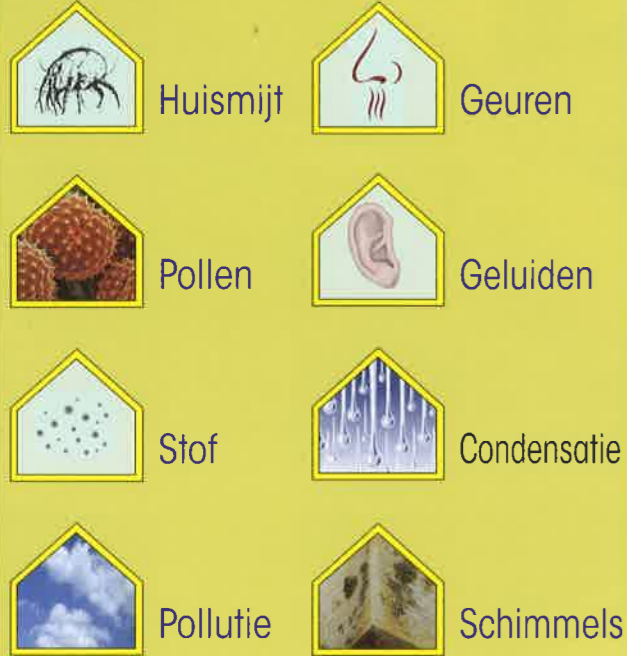 Huismijt
Geuren
Pollen
Geluiden
Stof
Condensatie
Pollutie
Schimmels